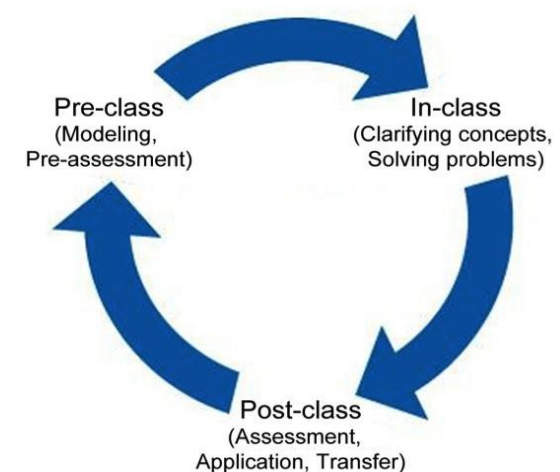 Pre-class
(Modeling,
Pre-assessment)
In-class
(Clarifying concepts,
Solving problems)
Post-class
(Assessment,
Application, Transfer)